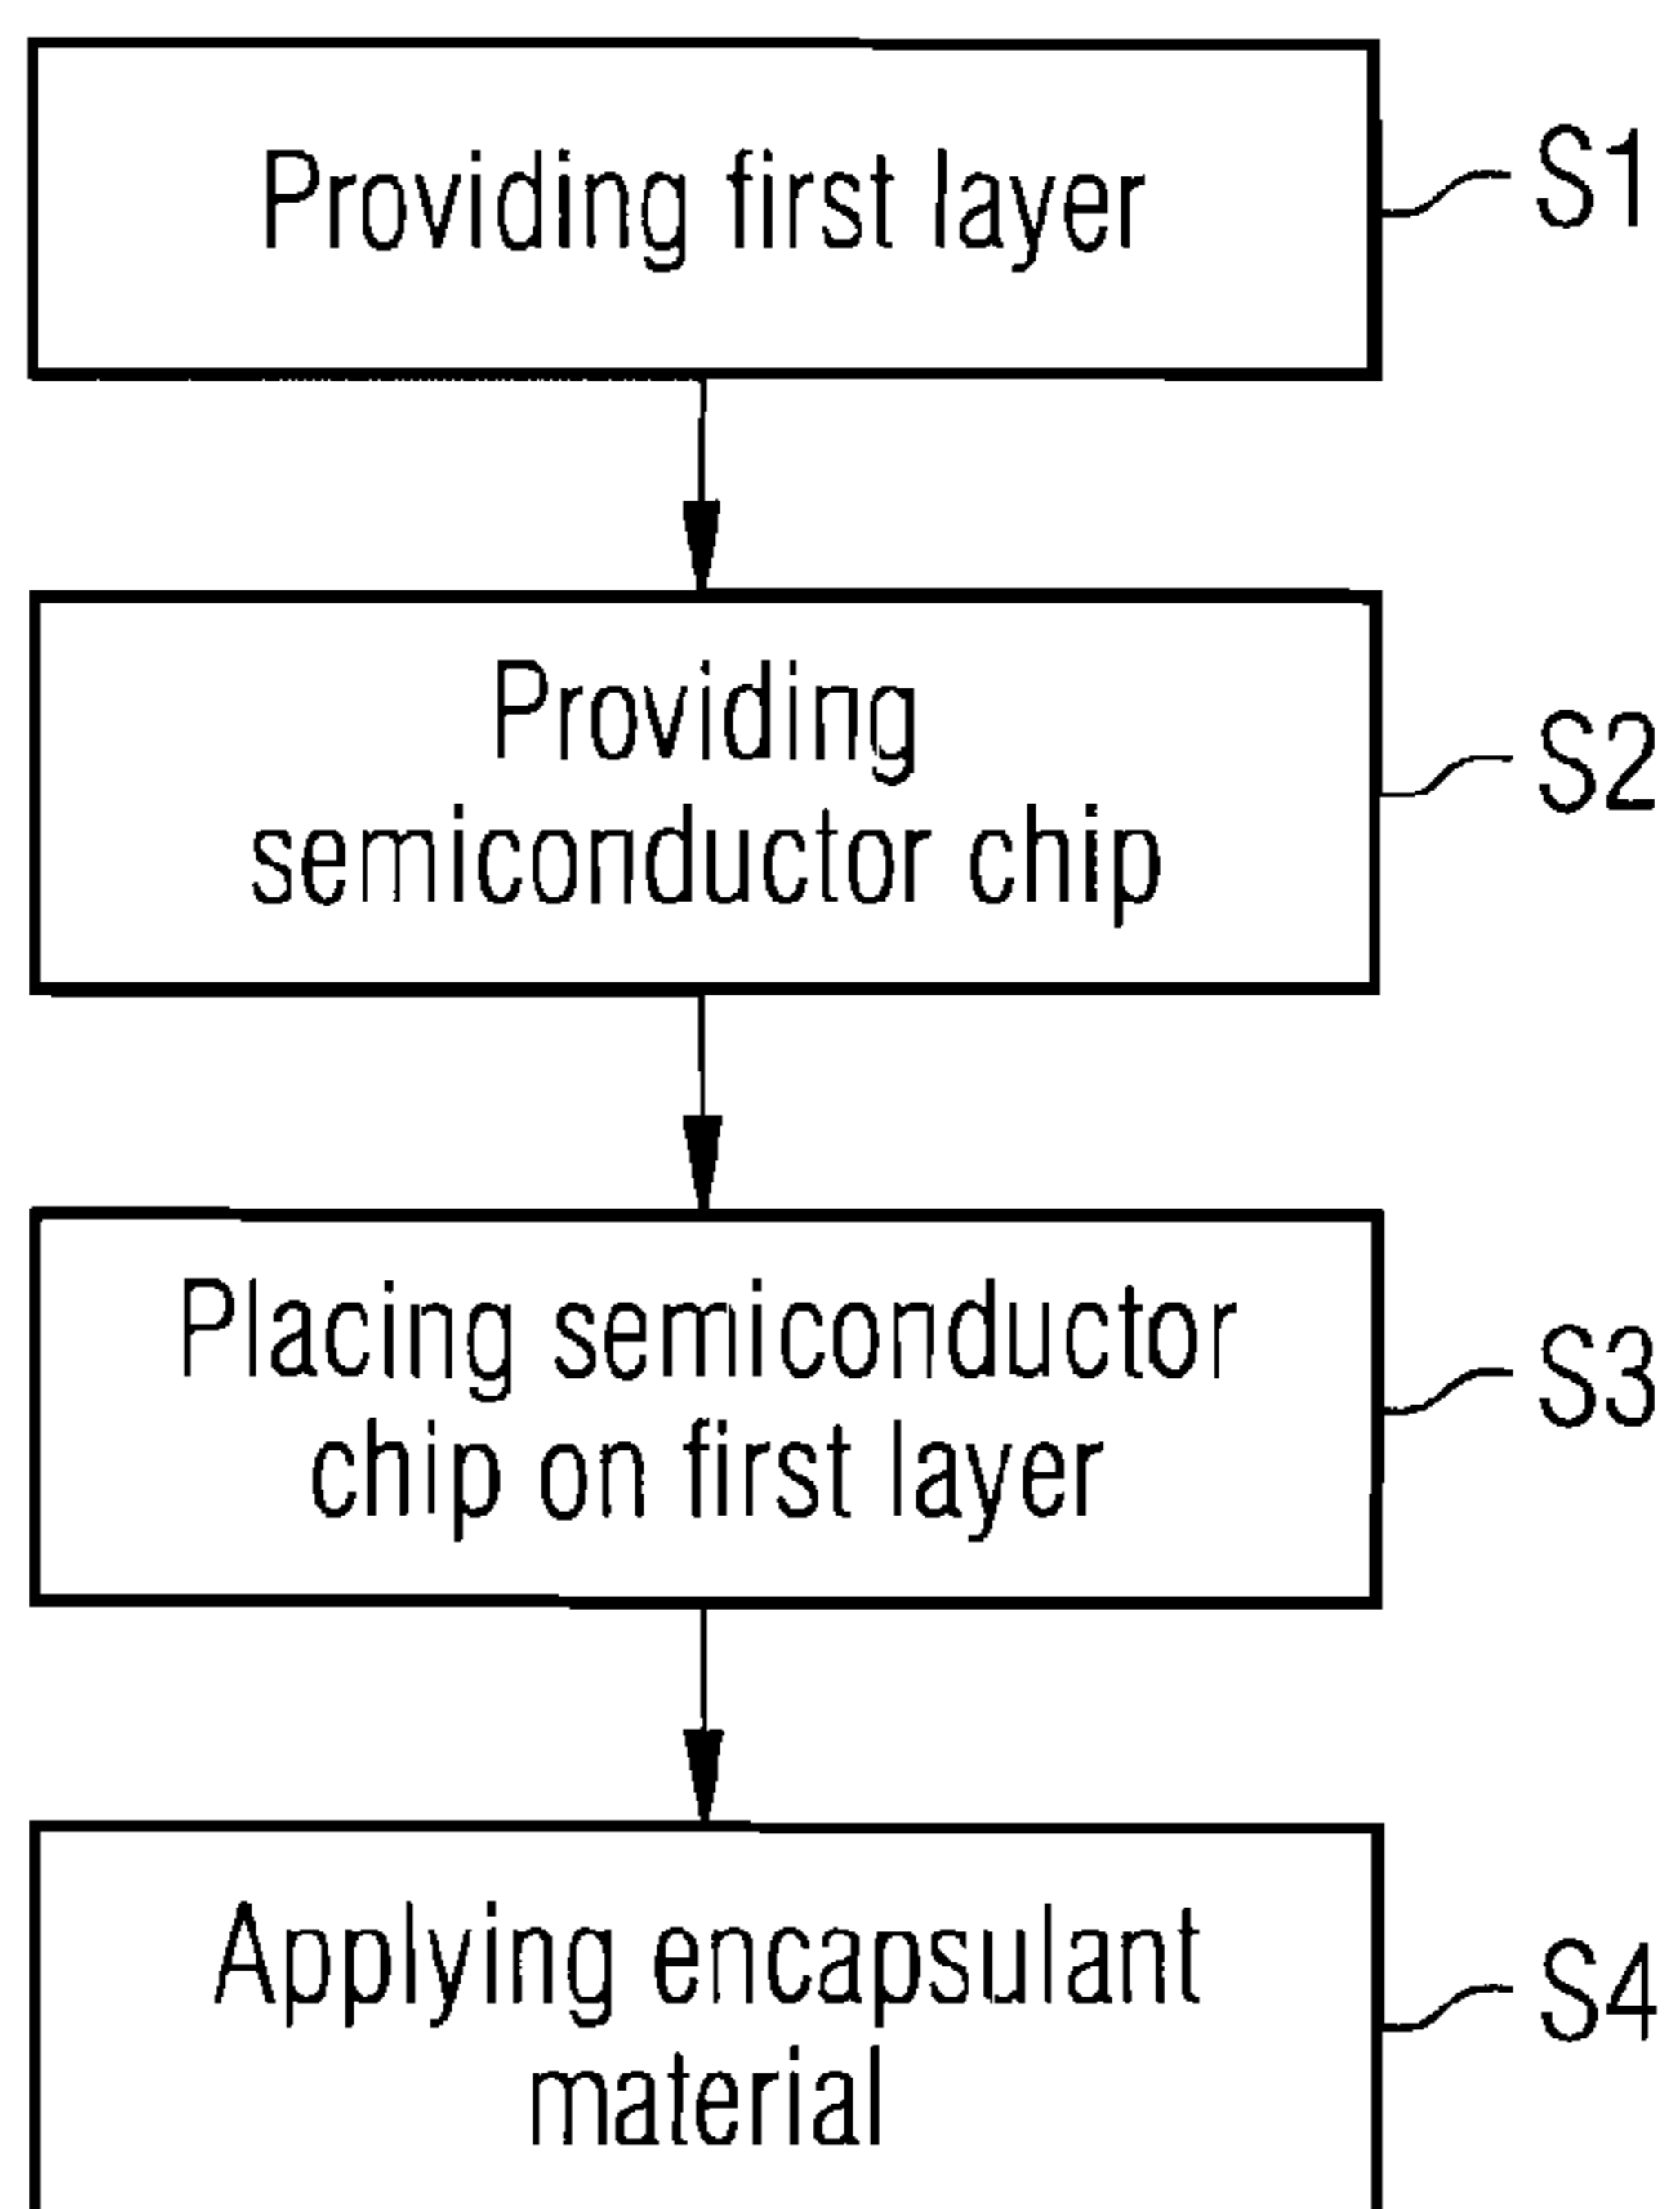 Providing first layer
S1
Providing
semiconductor chip
S2
Placing semiconductor
chip on first layer
S3
Applying encapsulant
material
S4